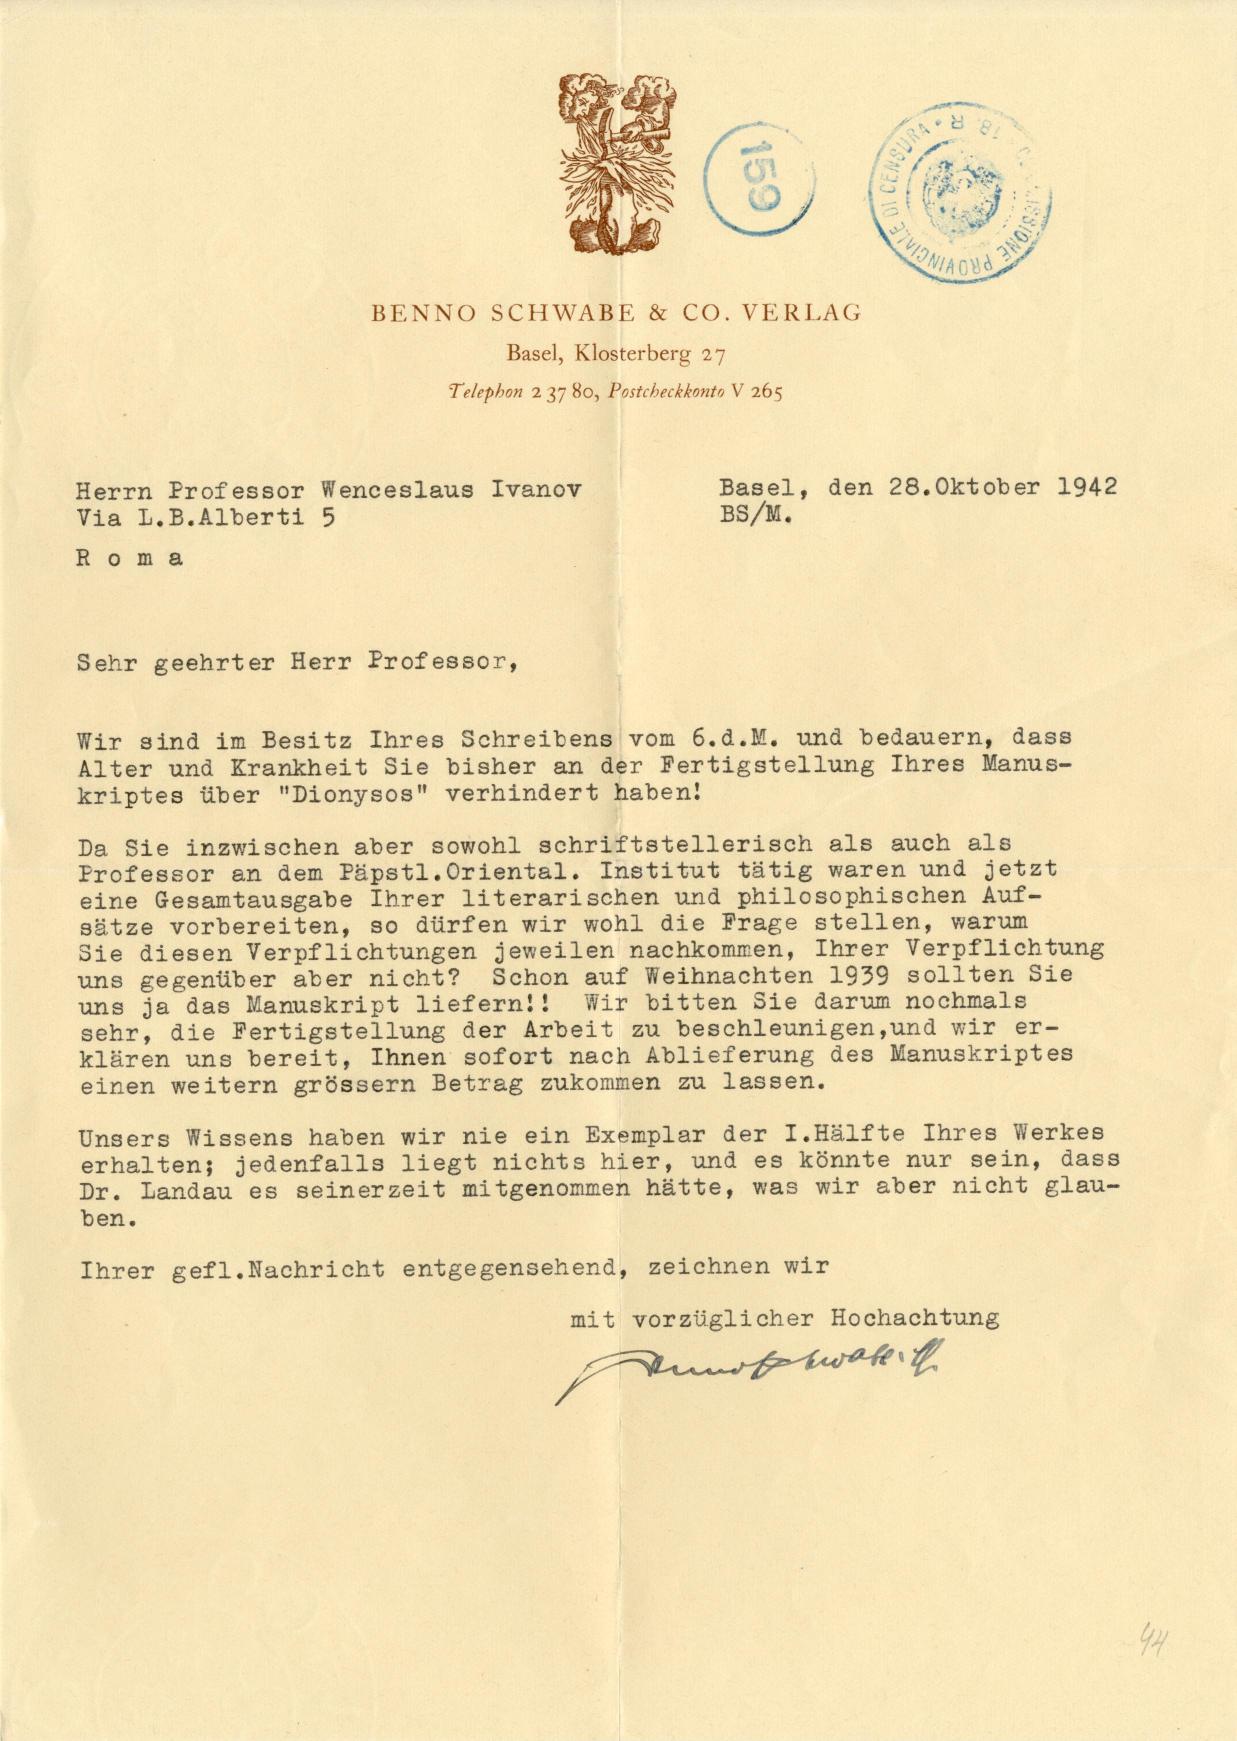 159
COMMISSIONE PROVINCIALE DI CENSURA • 18. R
BENNO SCHWABE & CO. VERLAG
Basel, Klosterberg 27
Telephon 2 37 80, Postcheckkonto V 265
Herrn Professor Wenceslaus Ivanov
Via L.B.Alberti 5
R o m a
Basel, den 28.Oktober 1942
BS/M.
Sehr geehrter Herr Professor,
Wir sind im Besitz Ihres Schreibens vom 6.d.M. und bedauern, dass
Alter und Krankheit Sie bisher an der Fertigstellung Ihres Manus-
kriptes über "Dionysos" verhindert haben!
Da Sie inzwischen aber sowohl schriftstellerisch als auch als
Professor an dem Päpstl.Oriental. Institut tätig waren und jetzt
eine Gesamtausgabe Ihrer literarischen und philosophischen Auf-
sätze vorbereiten, so dürfen wir wohl die Frage stellen, warum
Sie diesen Verpflichtungen jeweilen nachkommen, Ihrer Verpflichtung
uns gegenüber aber nicht? Schon auf Weihnachten 1939 sollten Sie
uns ja das Manuskript liefern!! Wir bitten Sie darum nochmals
sehr, die Fertigstellung der Arbeit zu beschleunigen,und wir er-
klären uns bereit, Ihnen sofort nach Ablieferung des Manuskriptes
einen weitern grössern Betrag zukommen zu lassen.
Unsers Wissens haben wir nie ein Exemplar der I.Hälfte Ihres Werkes
erhalten; jedenfalls liegt nichts hier, und es könnte nur sein, dass
Dr. Landau es seinerzeit mitgenommen hätte, was wir aber nicht glau-
ben.
Ihrer gefl.Nachricht entgegensehend, zeichnen wir
mit vorzüglicher Hochachtung
Benno Schwabe & Co.
44